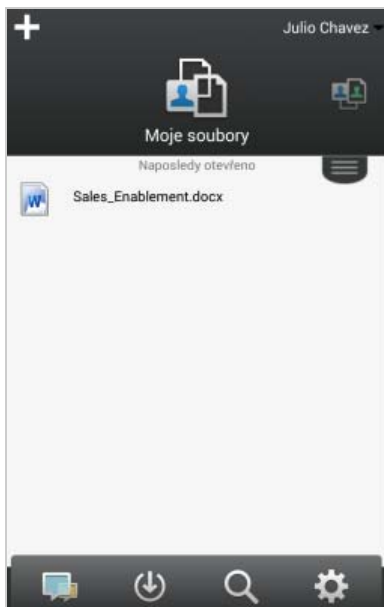 Julio Chavez
Moje soubory
Naposledy otevřeno
W
Sales_Enablement.docx